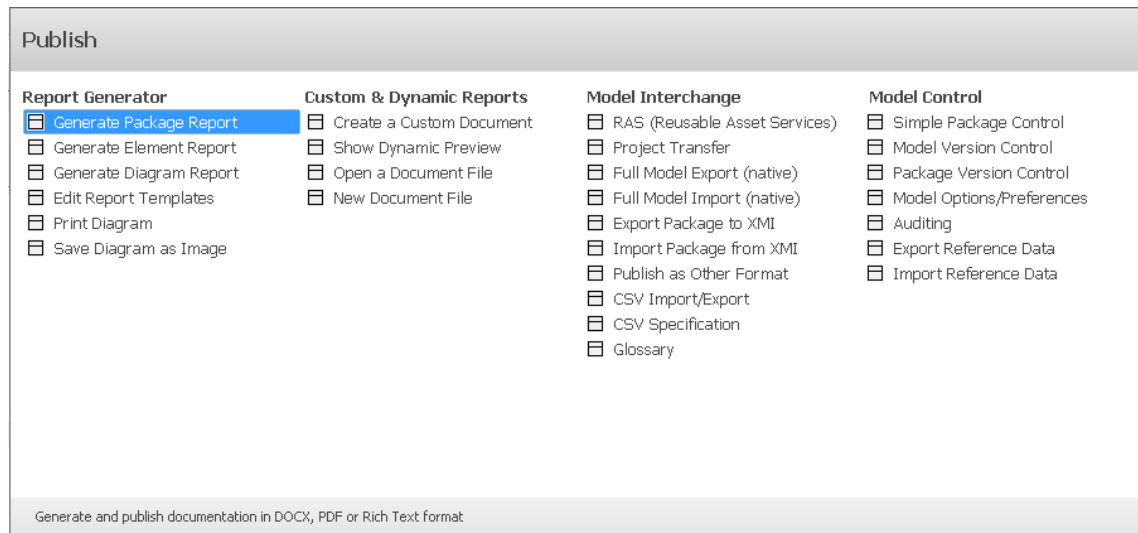 Publish
Report Generator
Generate Package Report
Generate Element Report
Generate Diagram Report
Edit Report Templates
Print Diagram
Save Diagram as Image
Custom & Dynamic Reports
Create a Custom Document
Show Dynamic Preview
Open a Document File
New Document File
Model Interchange
RAS (Reusable Asset Services)
Project Transfer
Full Model Export (native)
Full Model Import (native)
Export Package to XMI
Import Package from XMI
Publish as Other Format
CSV Import/Export
CSV Specification
Glossary
Model Control
Simple Package Control
Model Version Control
Package Version Control
Model Options/Preferences
Auditing
Export Reference Data
Import Reference Data
Generate and publish documentation in DOCX, PDF or Rich Text format